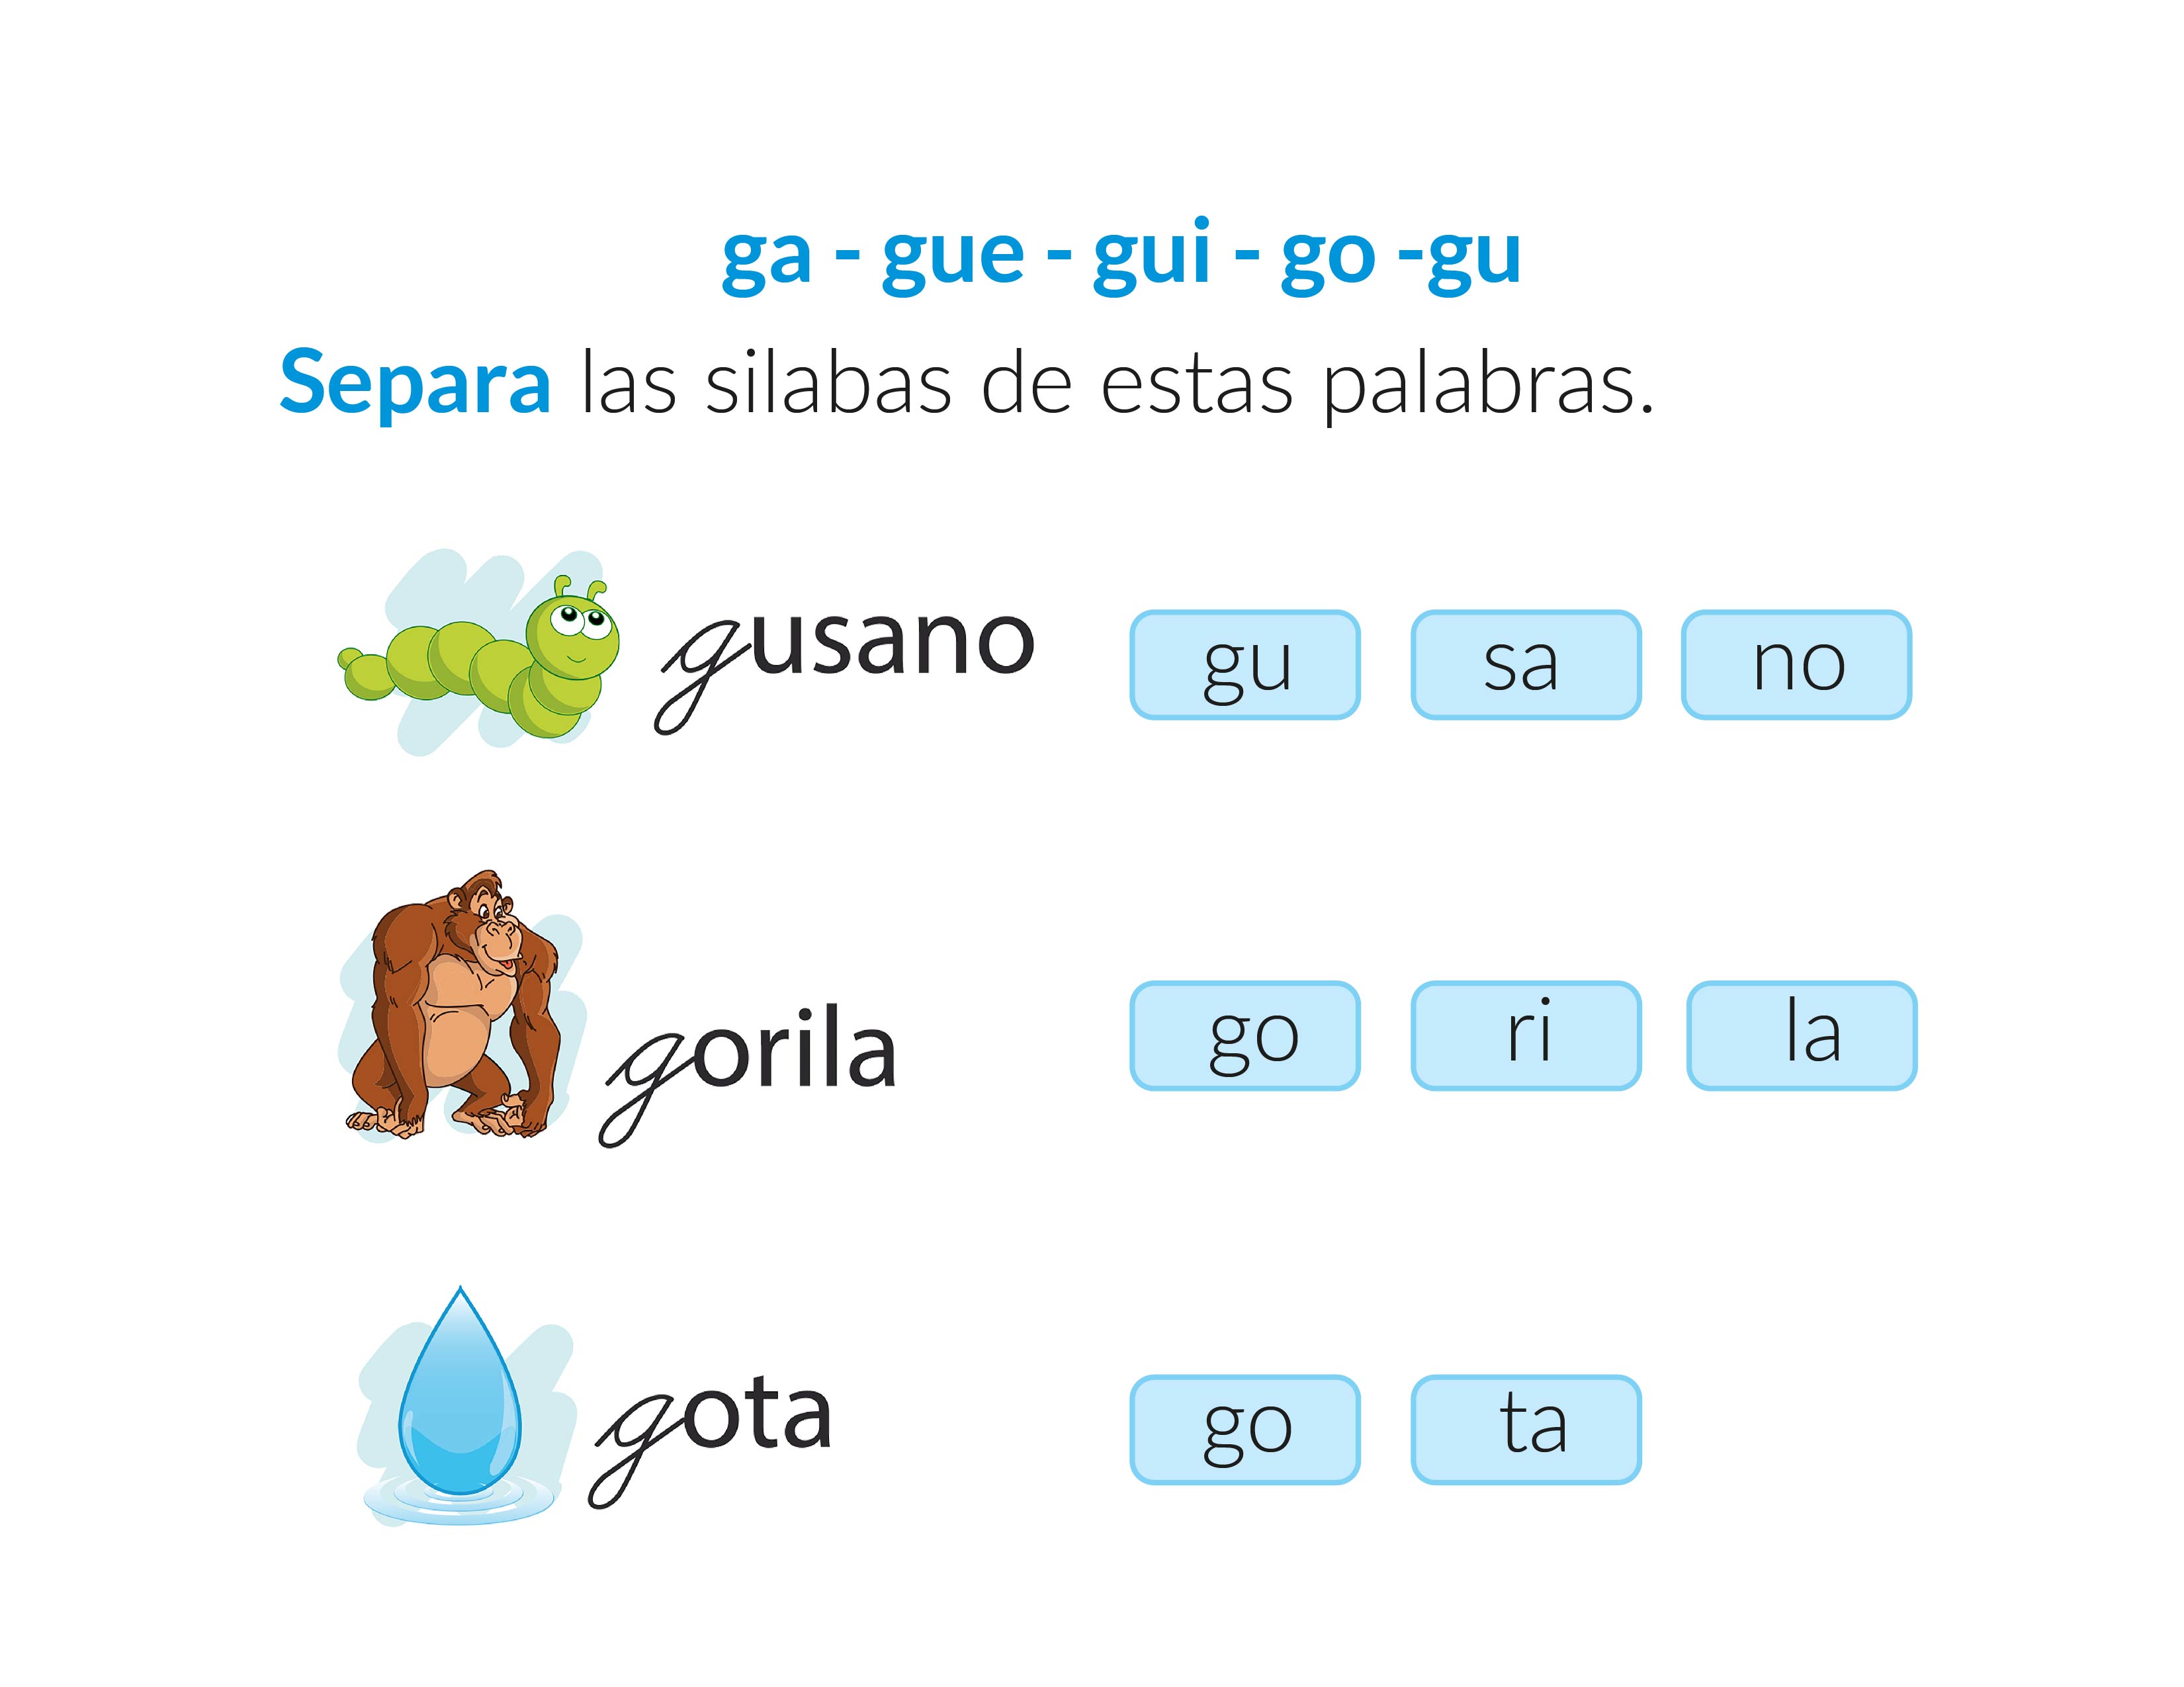 ga - gue - gui - go -gu
Separa las silabas de estas palabras.
gusano gu sa no
gorila go ri la
gota go ta